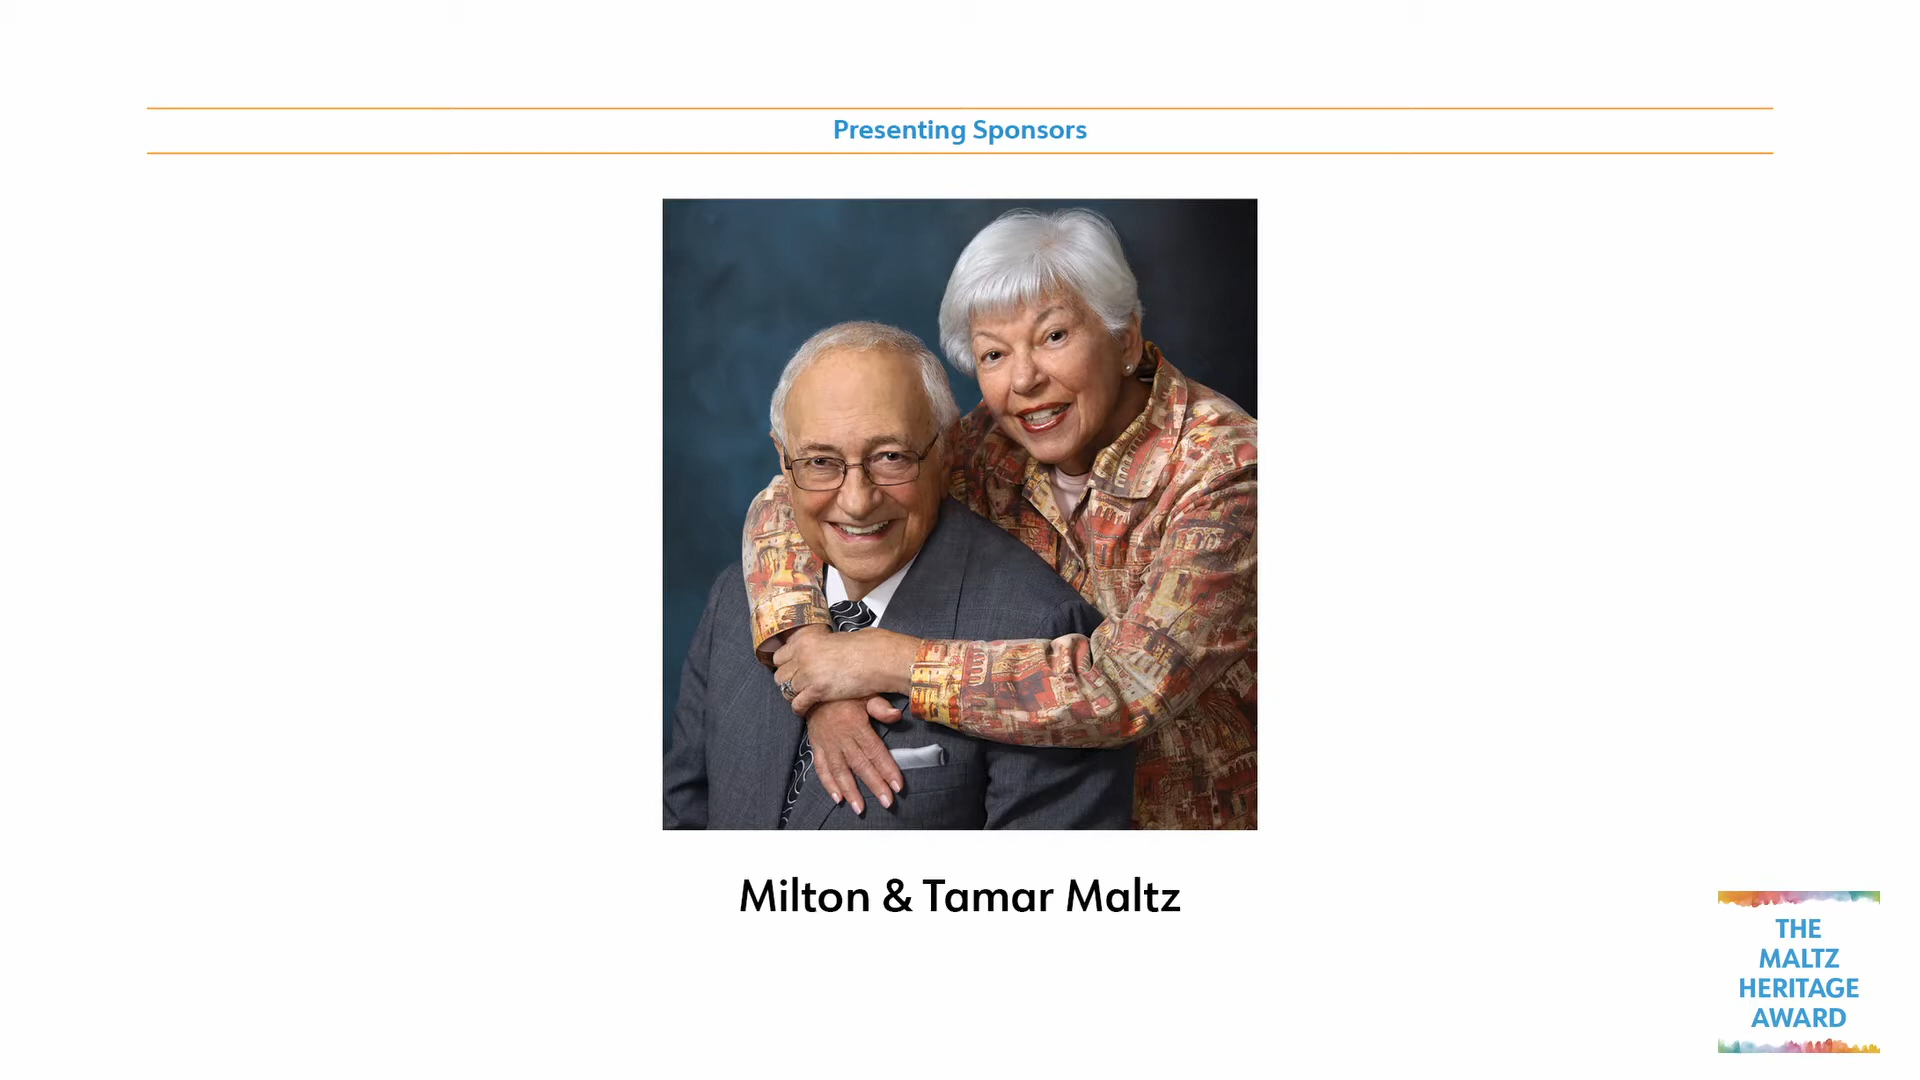 Presenting Sponsors
Milton & Tamar Maltz
THE
MALTZ
HERITAGE
AWARD